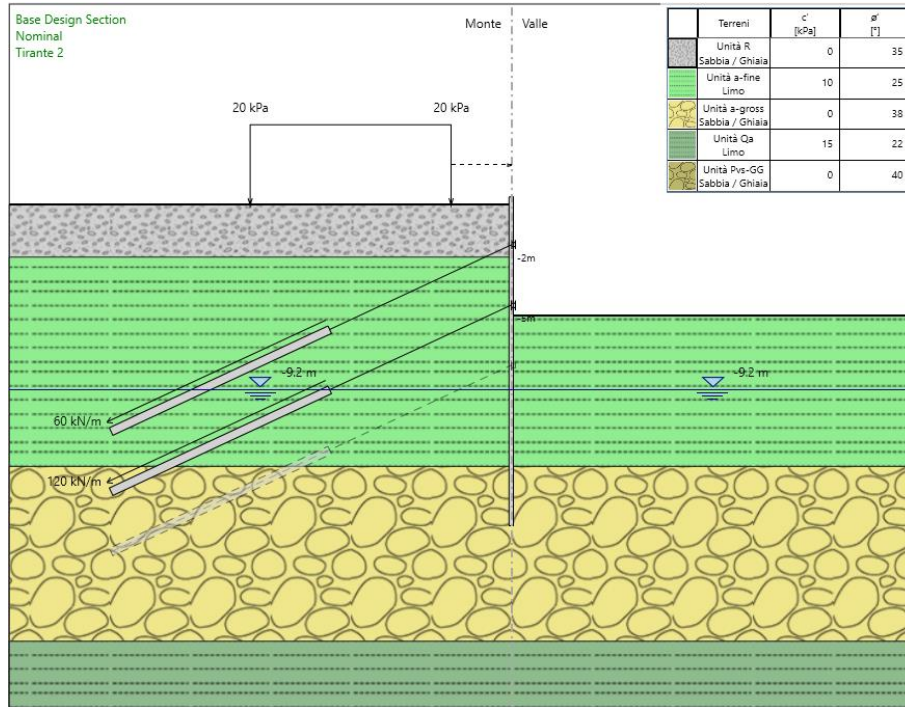 Base Design Section
Nominal
Tirante 2
Monte
Valle
Terreni c' [kPa] ø' [°]
Unità R
Sabbia / Ghiaia 0 35
Unità a-fine
Limo 10 25
Unità a-gross
Sabbia / Ghiaia 0 38
Unità Qa
Limo 15 22
Unità Pvs-GG
Sabbia / Ghiaia 0 40
20 kPa
20 kPa
-2m
-5m
-9.2 m
-9.2 m
60 kN/m
120 kN/m